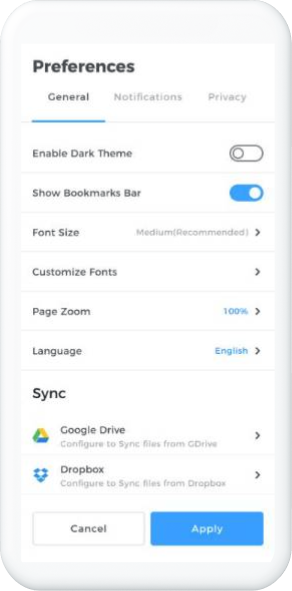 Preferences
General Notifications Privacy
Enable Dark Theme
Show Bookmarks Bar
Font Size Medium(Recommended)
Customize Fonts
Page Zoom 100%
Language English
Sync
Google Drive
Configure to Sync files from GDrive
Dropbox
Configure to Sync files from Dropbox
Cancel Apply